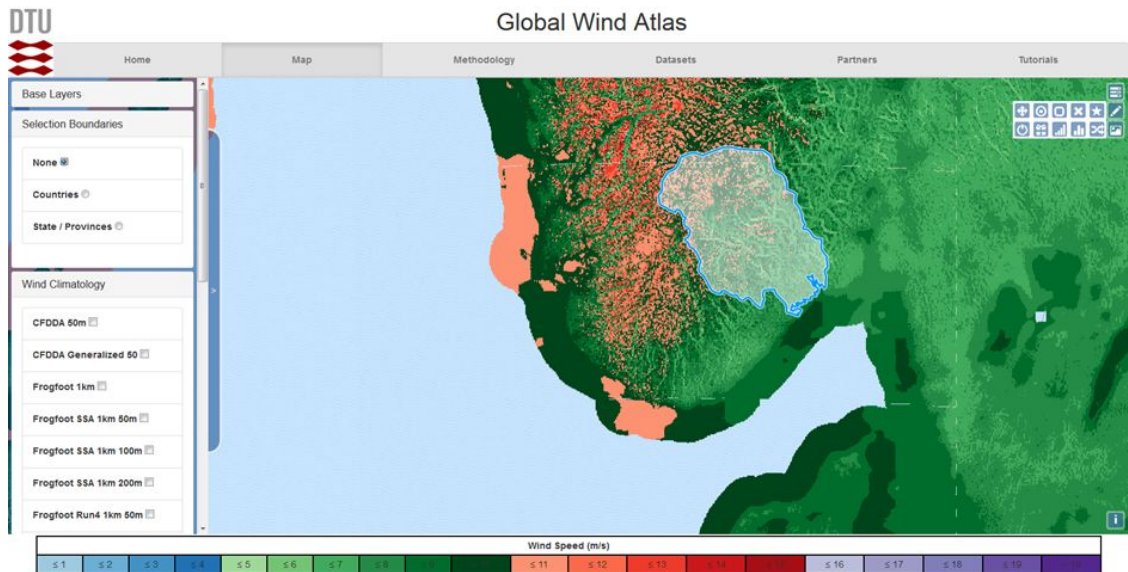 DTU
Global Wind Atlas
Home Map Methodology Datasets Partners Tutorials
Base Layers
Selection Boundaries
None
Countries
State / Provinces
Wind Climatology
CFDDA 50m
CFDDA Generalized 50
Frogfoot 1km
Frogfoot SSA 1km 50m
Frogfoot SSA 1km 100m
Frogfoot SSA 1km 200m
Frogfoot Run4 1km 50m
>
i
Wind Speed (m/s)
≤ 1 ≤ 2 ≤ 3 ≤ 4 ≤ 5 ≤ 6 ≤ 7 ≤ 8 ≤ 11 ≤ 12 ≤ 13 ≤ 14 ≤ 16 ≤ 17 ≤ 18 ≤ 19